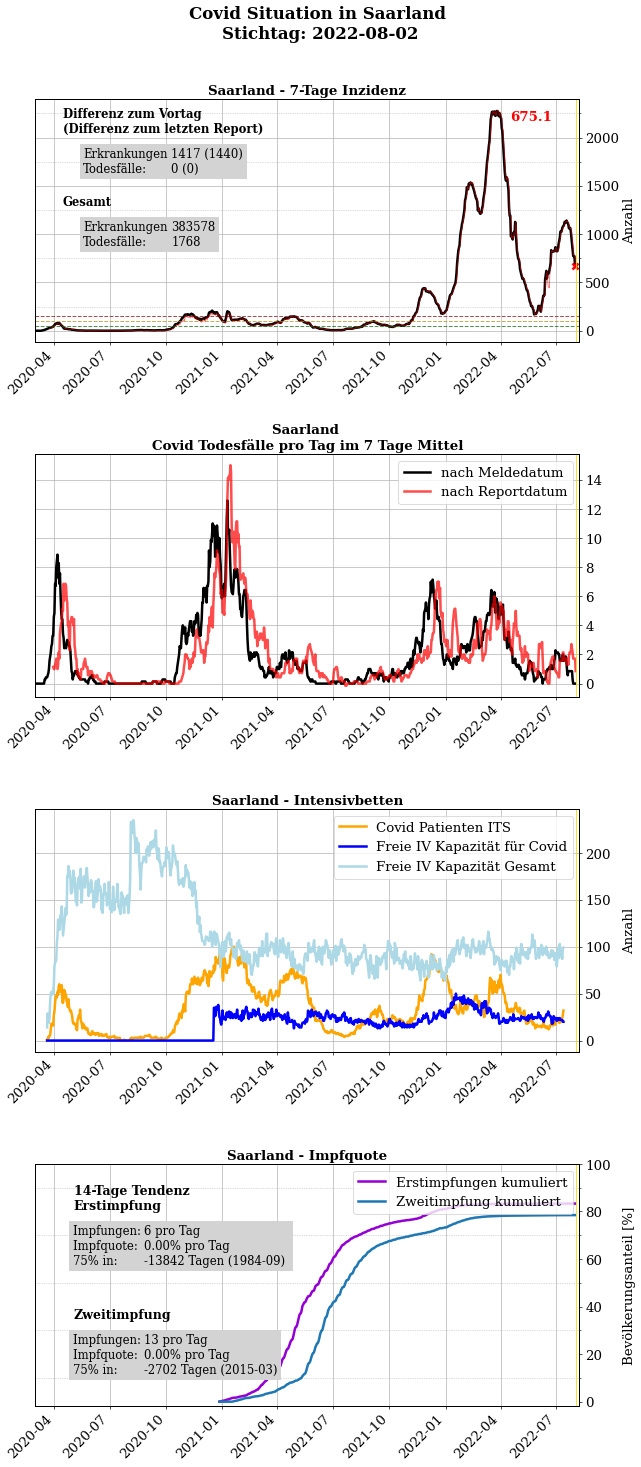 Covid Situation in Saarland
Stichtag: 2022-08-02
Saarland - 7-Tage Inzidenz
Differenz zum Vortag
(Differenz zum letzten Report)
Erkrankungen 1417 (1440)
Todesfälle: 0 (0)
Gesamt
Erkrankungen 383578
Todesfälle: 1768
675.1
2000
1500
1000
500
0
Anzahl
2020-04
2020-07
2020-10
2021-01
2021-04
2021-07
2021-10
2022-01
2022-04
2022-07
Saarland
Covid Todesfälle pro Tag im 7 Tage Mittel
nach Meldedatum
nach Reportdatum
14
12
10
8
6
4
2
0
2020-04
2020-07
2020-10
2021-01
2021-04
2021-07
2021-10
2022-01
2022-04
2022-07
Saarland - Intensivbetten
Covid Patienten ITS
Freie IV Kapazität für Covid
Freie IV Kapazität Gesamt
200
150
100
50
0
Anzahl
2020-04
2020-07
2020-10
2021-01
2021-04
2021-07
2021-10
2022-01
2022-04
2022-07
Saarland - Impfquote
Erstimpfungen kumuliert
Zweitimpfung kumuliert
14-Tage Tendenz
Erstimpfung
Impfungen: 6 pro Tag
Impfquote: 0.00% pro Tag
75% in: -13842 Tagen (1984-09)
Zweitimpfung
Impfungen: 13 pro Tag
Impfquote: 0.00% pro Tag
75% in: -2702 Tagen (2015-03)
100
80
60
40
20
0
Bevölkerungsanteil [%]
2020-04
2020-07
2020-10
2021-01
2021-04
2021-07
2021-10
2022-01
2022-04
2022-07